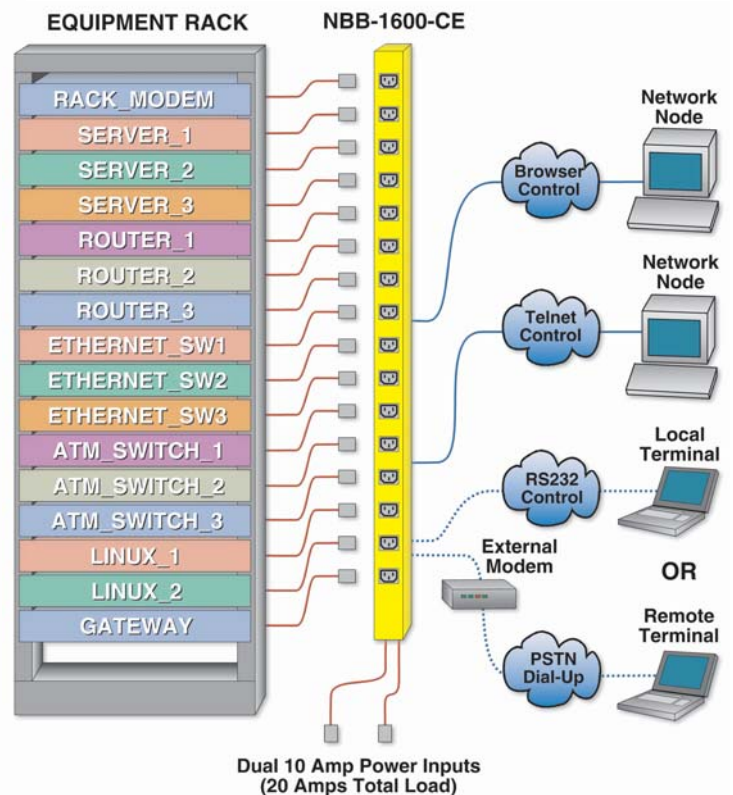 EQUIPMENT RACK
NBB-1600-CE
RACK_MODEM
SERVER_1
SERVER_2
SERVER_3
ROUTER_1
ROUTER_2
ROUTER_3
ETHERNET_SW1
ETHERNET_SW2
ETHERNET_SW3
ATM_SWITCH_1
ATM_SWITCH_2
ATM_SWITCH_3
LINUX_1
LINUX_2
GATEWAY
Network
Node
Browser
Control
Network
Node
Telnet
Control
Local
Terminal
RS232
Control
External
Modem
OR
Remote
Terminal
PSTN
Dial-Up
Dual 10 Amp Power Inputs
(20 Amps Total Load)